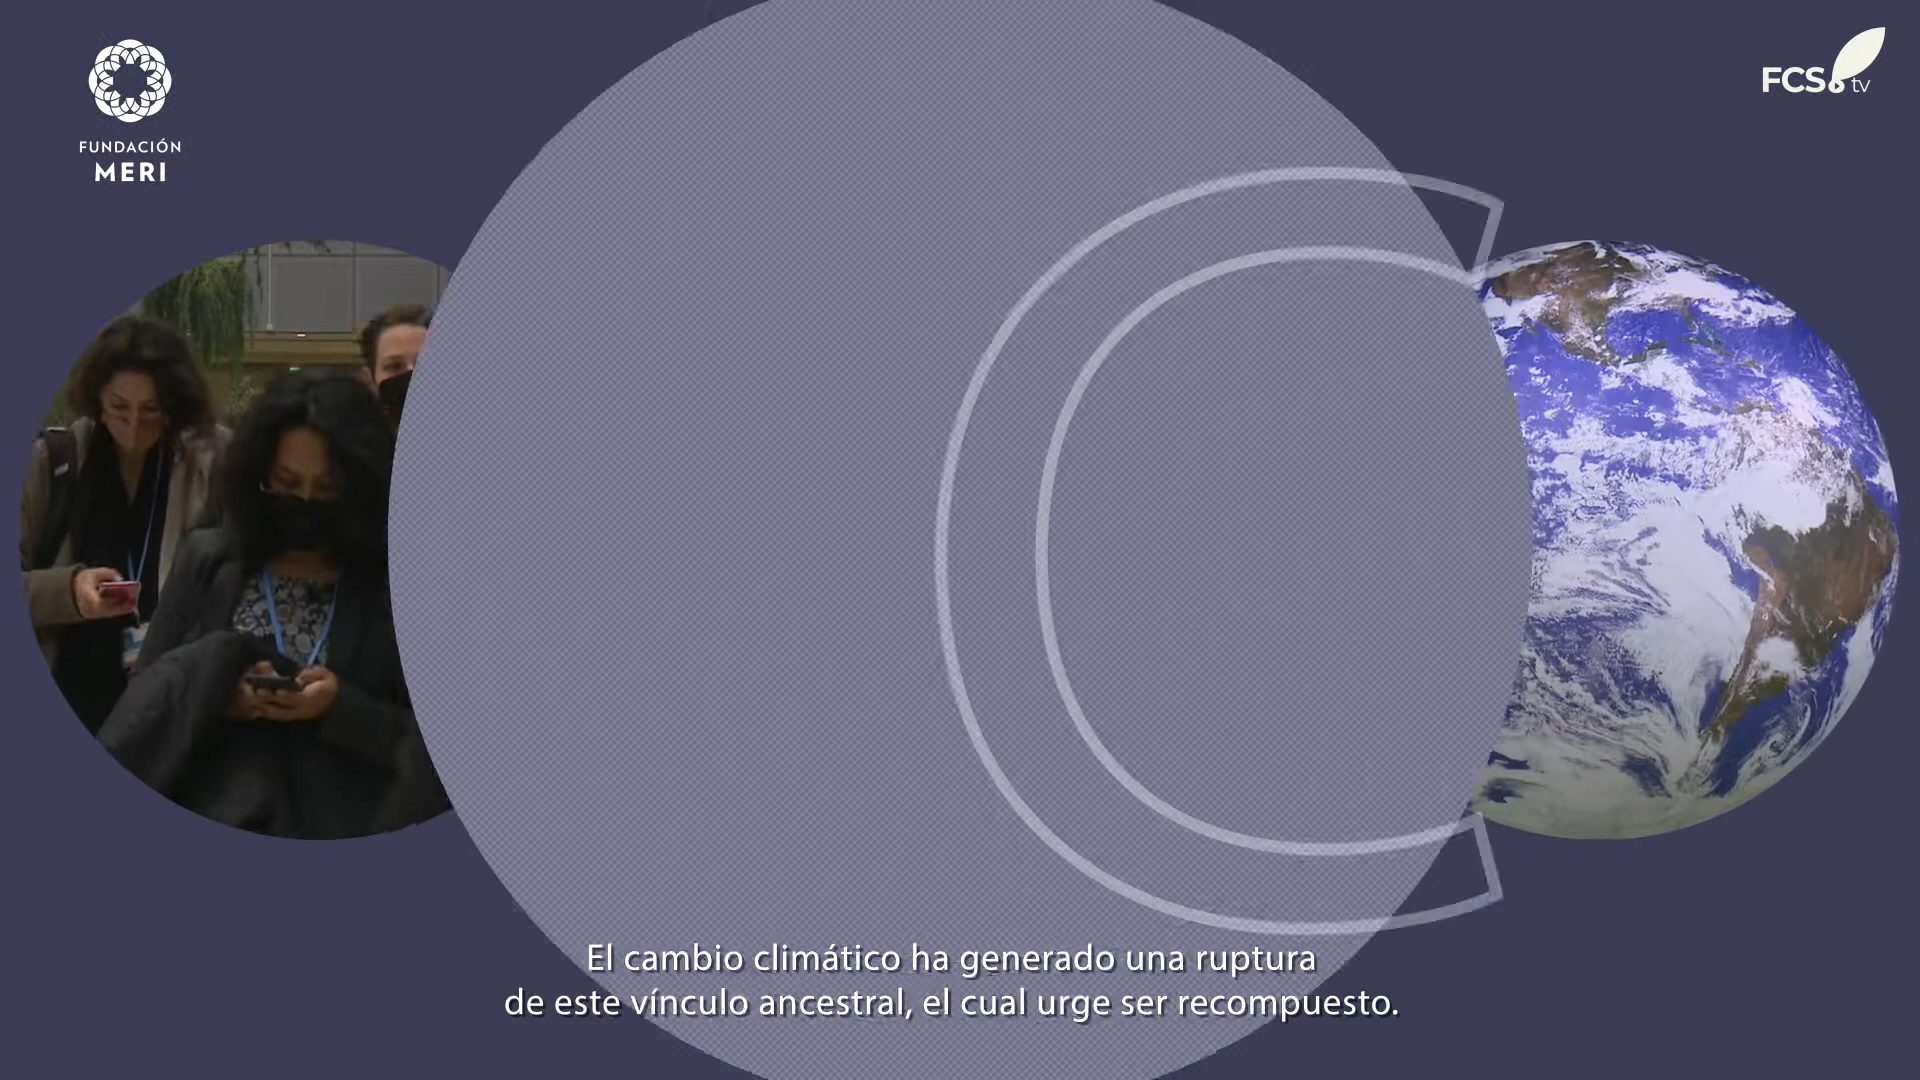 FUNDACIÓN
MERI
FCS tv
El cambio climático ha generado una ruptura
de este vínculo ancestral, el cual urge ser recompuesto.